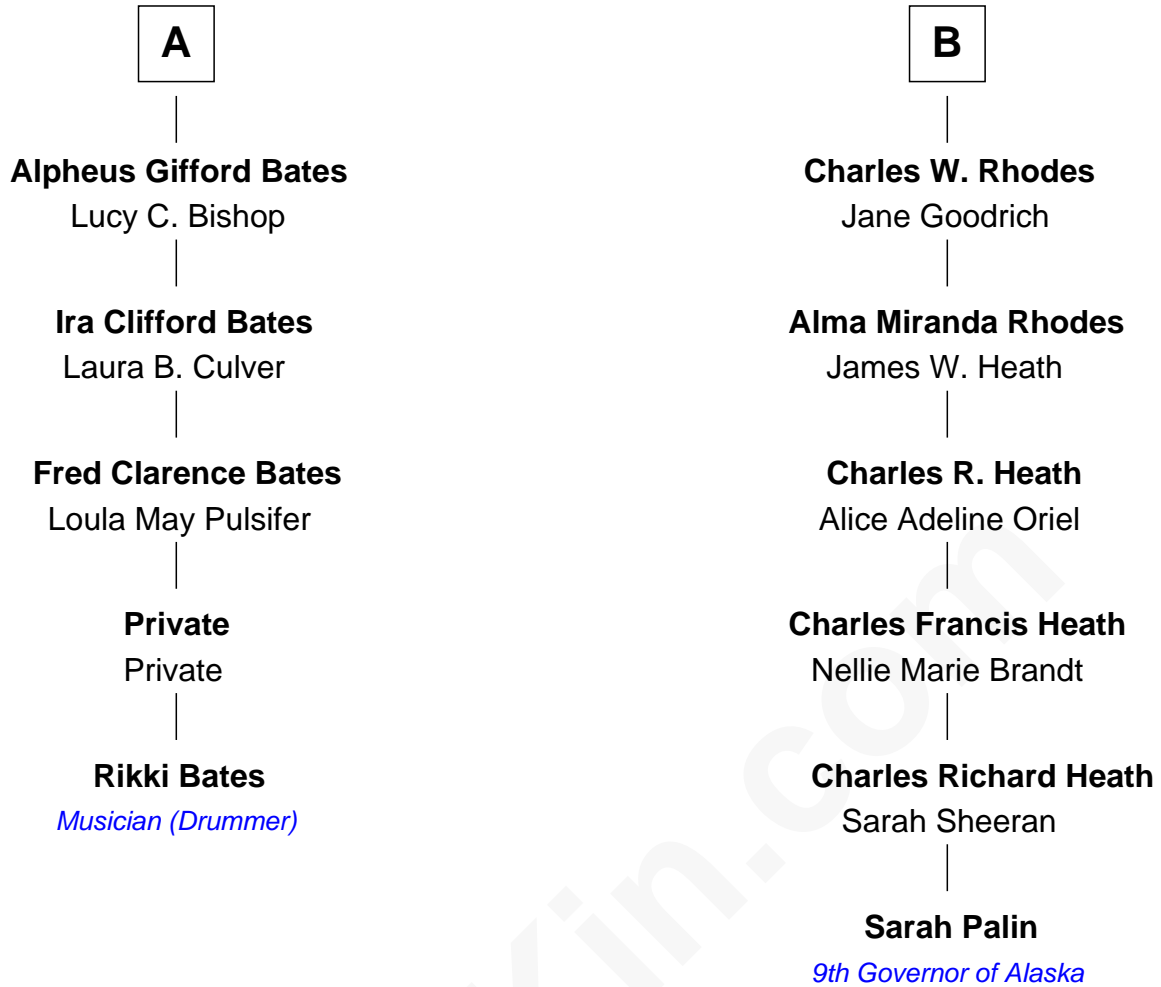 A
Alpheus Gifford Bates
Lucy C. Bishop
Ira Clifford Bates
Laura B. Culver
Fred Clarence Bates
Loula May Pulsifer
Private
Private
Rikki Bates
Musician (Drummer)
B
Charles W. Rhodes
Jane Goodrich
Alma Miranda Rhodes
James W. Heath
Charles R. Heath
Alice Adeline Oriel
Charles Francis Heath
Nellie Marie Brandt
Charles Richard Heath
Sarah Sheeran
Sarah Palin
9th Governor of Alaska
Kin.com